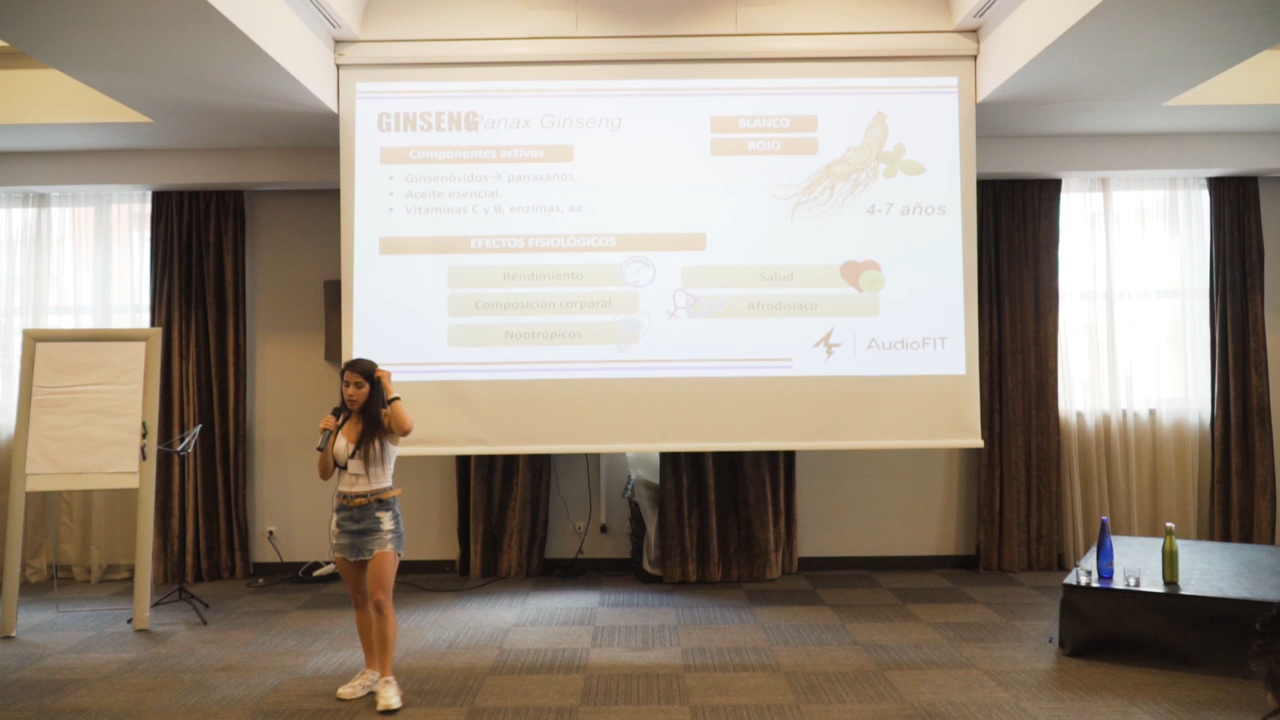 GINSENG Panax Ginseng
BLANCO
ROJO
Componentes activos
• Ginsenósidos→ panaxanos.
• Aceite esencial.
• Vitaminas C y B, enzimas, aa...
4-7 años
EFECTOS FISIOLÓGICOS
Rendimiento
Salud
Composición corporal
Afrodisíaco
Nootrópicos
AudioFIT